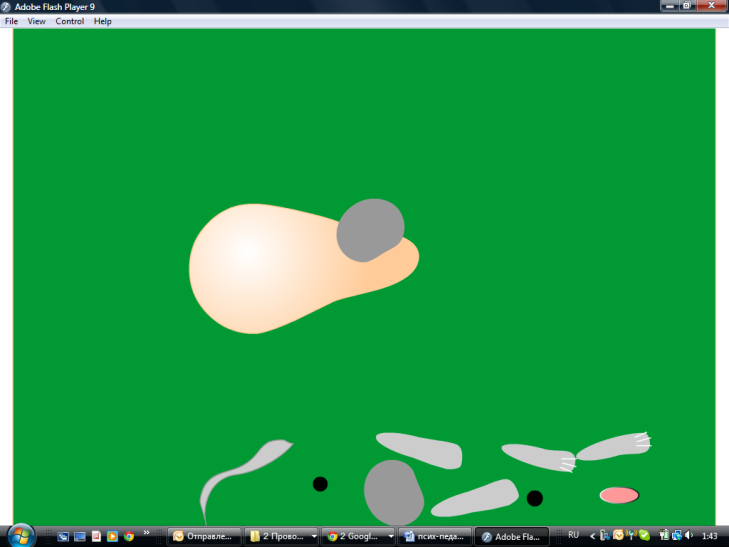 Adobe Flash Player 9
File View Control Help
Отправле... 2 Прово... 2 Googl... псих-педа... Adobe Fla... RU 1:43